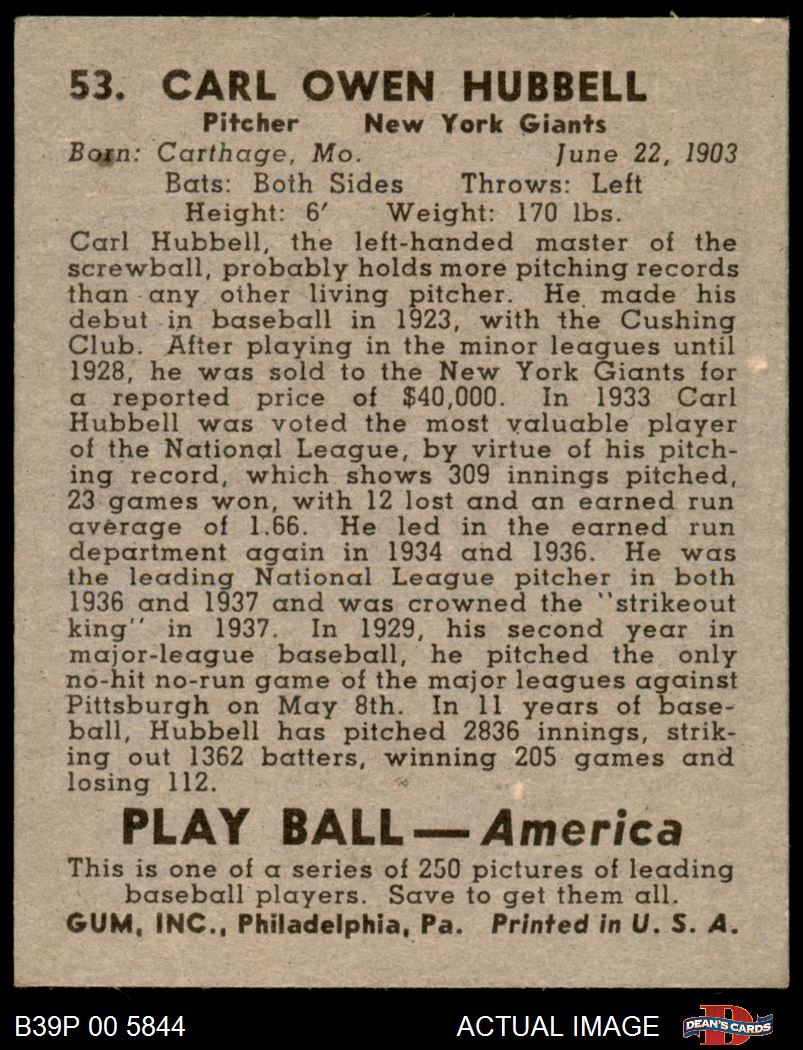 53. CARL OWEN HUBBELL
Pitcher New York Giants
Born: Carthage, Mo. June 22, 1903
Bats: Both Sides Throws: Left
Height: 6′ Weight: 170 lbs.
Carl Hubbell, the left-handed master of the
screwball, probably holds more pitching records
than any other living pitcher. He made his
debut in baseball in 1923, with the Cushing
Club. After playing in the minor leagues until
1928, he was sold to the New York Giants for
a reported price of $40,000. In 1933 Carl
Hubbell was voted the most valuable player
of the National League, by virtue of his pitch-
ing record, which shows 309 innings pitched,
23 games won, with 12 lost and an earned run
average of 1.66. He led in the earned run
department again in 1934 and 1936. He was
the leading National League pitcher in both
1936 and 1937 and was crowned the "strikeout
king" in 1937. In 1929, his second year in
major-league baseball, he pitched the only
no-hit no-run game of the major leagues against
Pittsburgh on May 8th. In 11 years of base-
ball, Hubbell has pitched 2836 innings, strik-
ing out 1362 batters, winning 205 games and
losing 112.
PLAY BALL—America
This is one of a series of 250 pictures of leading
baseball players. Save to get them all.
GUM, INC., Philadelphia, Pa. Printed in U. S. A.
B39P 00 5844 ACTUAL IMAGE D DEAN'S CARDS